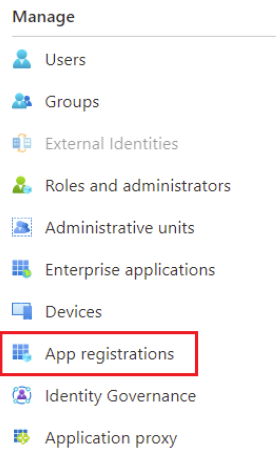 Manage
Users
Groups
External Identities
Roles and administrators
Administrative units
Enterprise applications
Devices
App registrations
Identity Governance
Application proxy